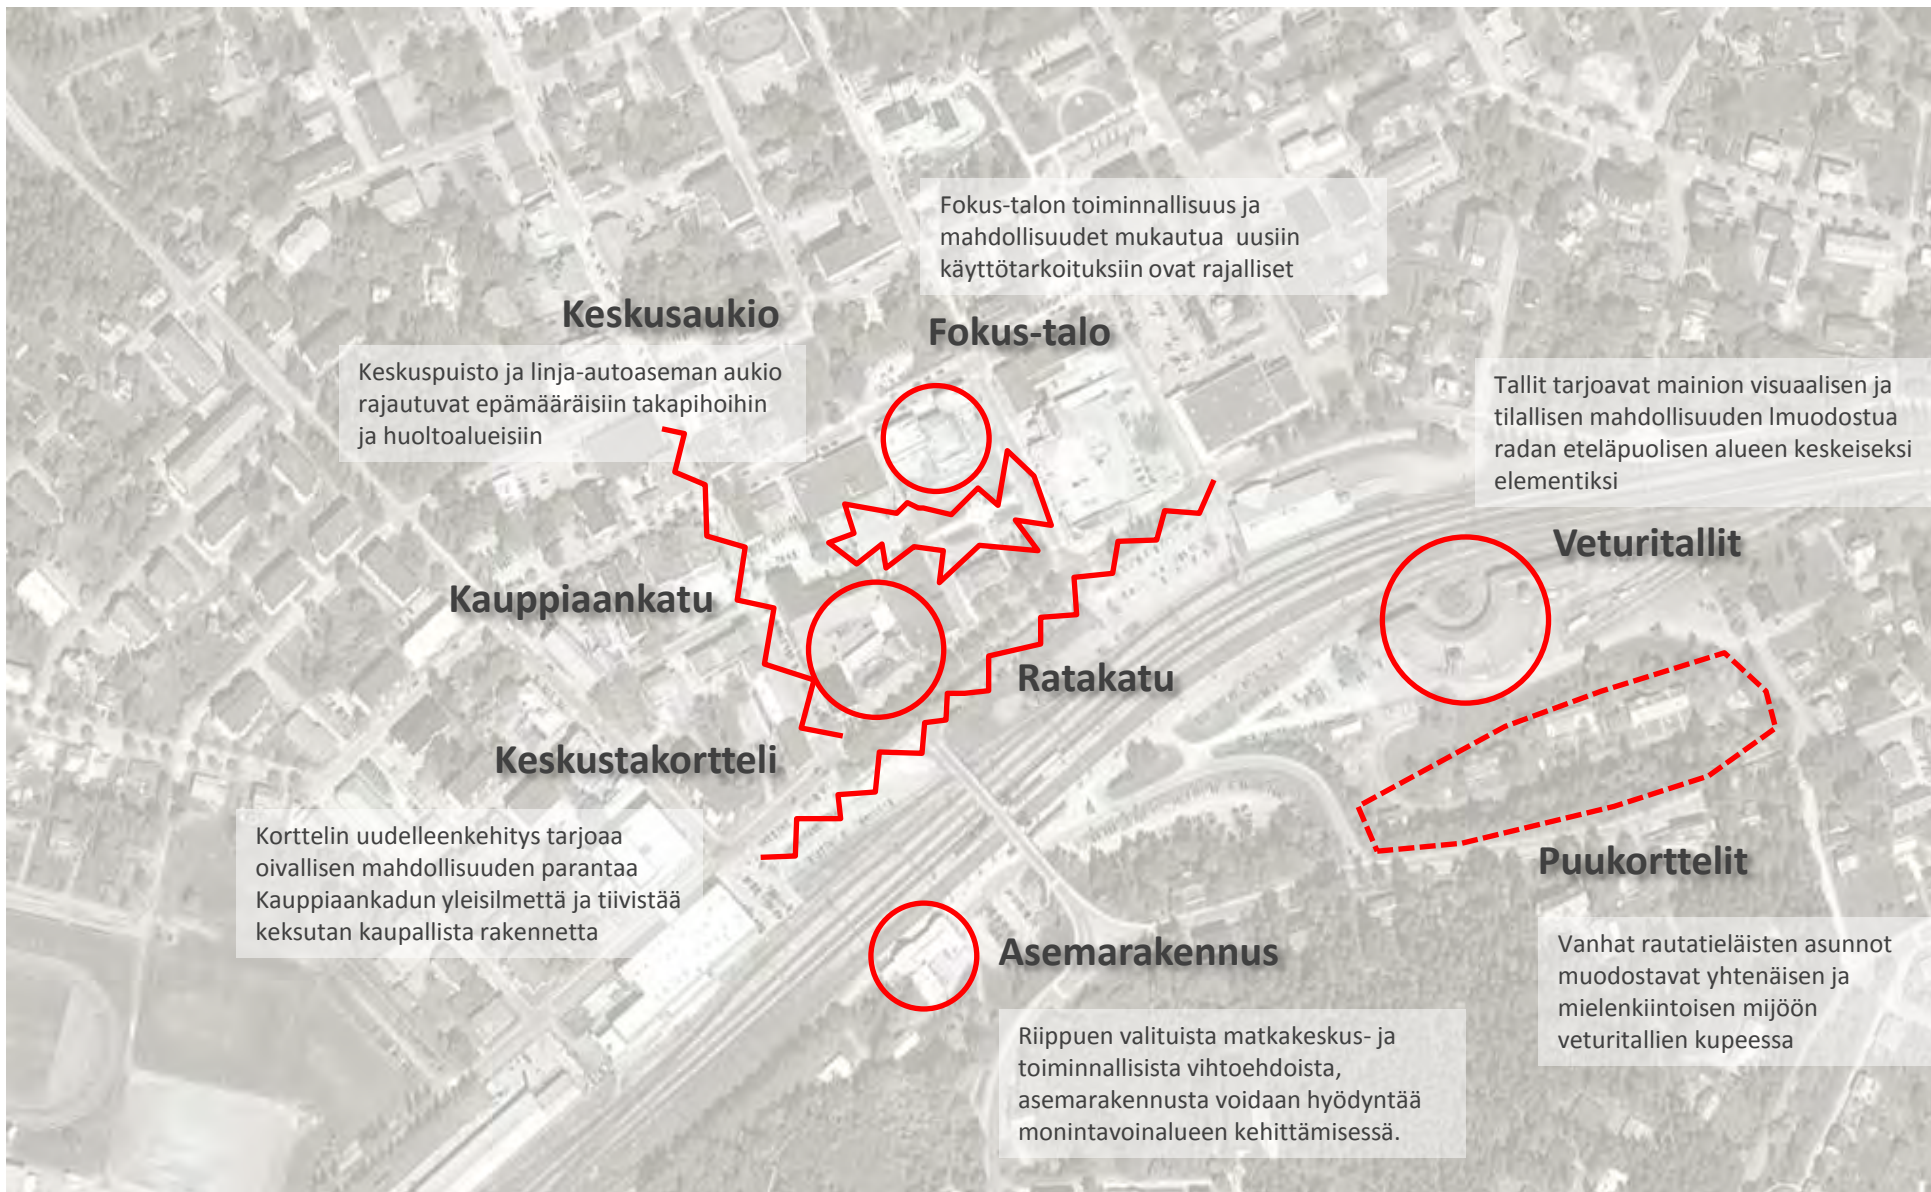 Fokus-talon toiminnallisuus ja
mahdollisuudet mukautua  uusiin
käyttötarkoituksiin ovat rajalliset
Keskusaukio
Fokus-talo
Keskuspuisto ja linja-autoaseman aukio
rajautuvat epämääräisiin takapihoihin
ja huoltoalueisiin
Tallit tarjoavat mainion visuaalisen ja
tilallisen mahdollisuuden lmuodostua
radan eteläpuolisen alueen keskeiseksi
elementiksi
Veturitallit
Kauppiaankatu
Ratakatu
Keskustakortteli
Korttelin uudelleenkehitys tarjoaa
oivallisen mahdollisuuden parantaa
Kauppiaankadun yleisilmettä ja tiivistää
keksutan kaupallista rakennetta
Puukorttelit
Vanhat rautatieläisten asunnot
muodostavat yhtenäisen ja
mielenkiintoisen mijöön
veturitallien kupeessa
Asemarakennus
Riippuen valituista matkakeskus- ja
toiminnallisista vihtoehdoista,
asemarakennusta voidaan hyödyntää
monintavoinalueen kehittämisessä.